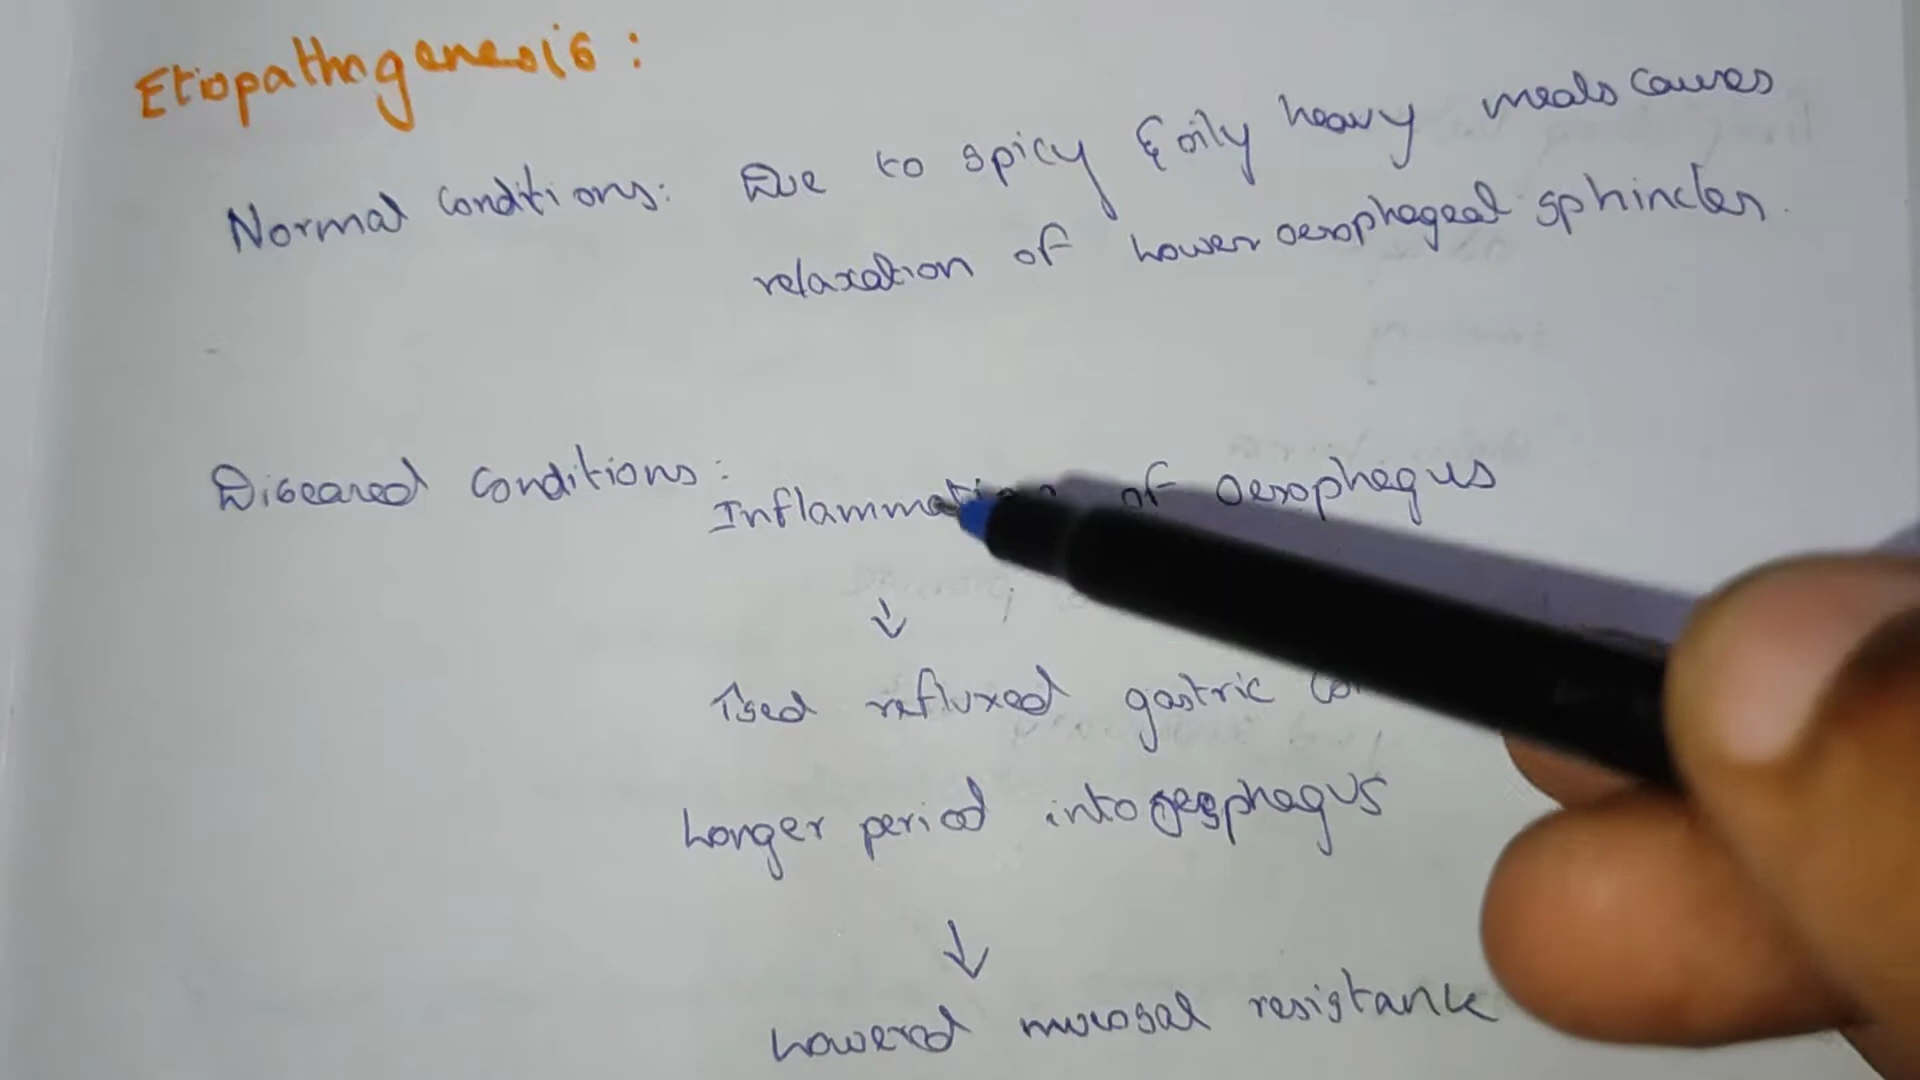 Etiopathogenesis:
Normal conditions: Due to spicy & oily heavy meals causes
relaxation of Lower oesophageal sphincter.
Diseased conditions:
Inflammation of Oesophagus
↓
↑sed refluxed gastric
Longer period into oesophagus
↓
Lowered mucosal resistance